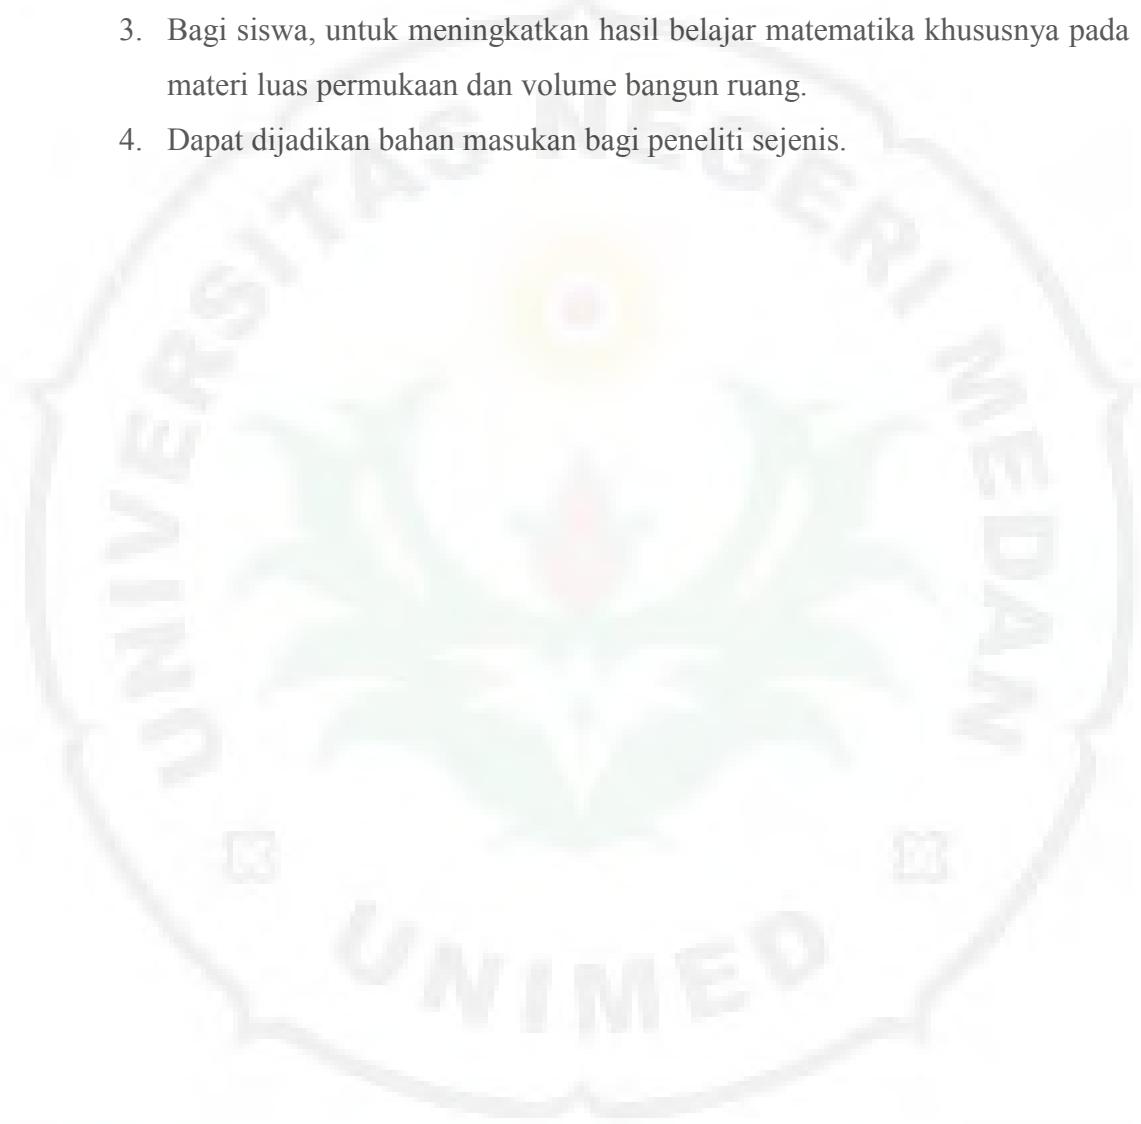 3. Bagi siswa, untuk meningkatkan hasil belajar matematika khususnya pada
materi luas permukaan dan volume bangun ruang.
4. Dapat dijadikan bahan masukan bagi peneliti sejenis.
UNIVERSITAS NEGERI MEDAN
UNIMED